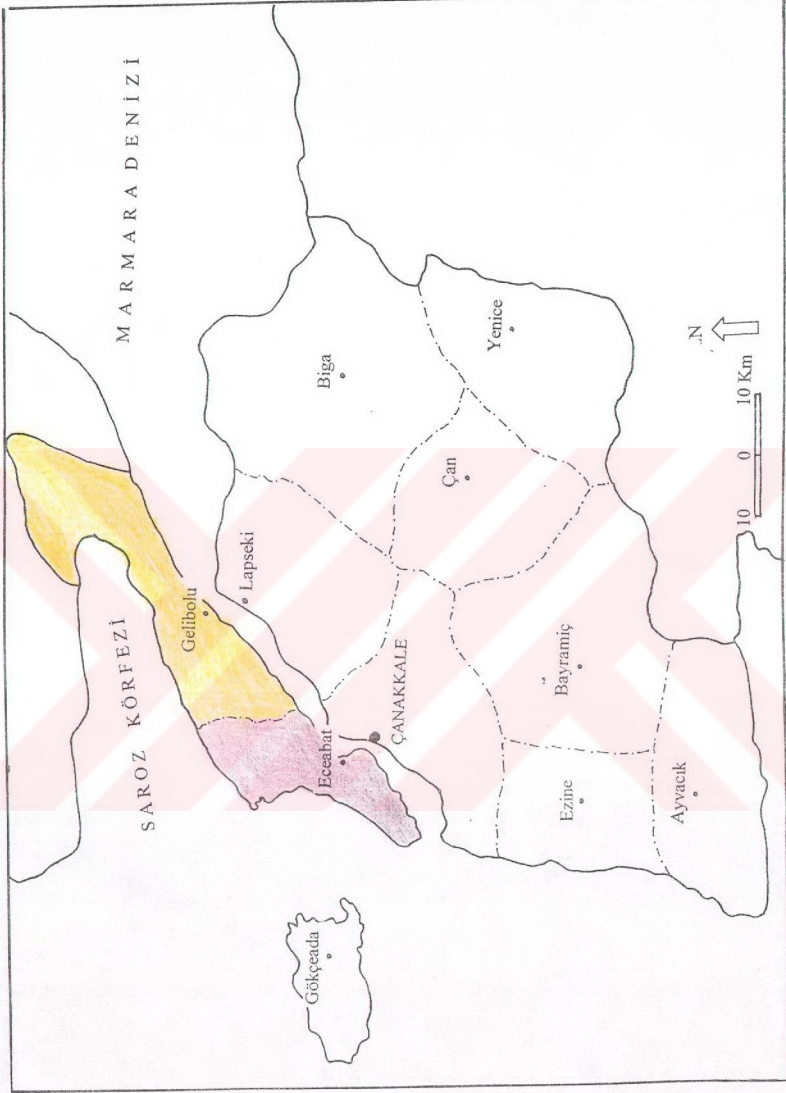 MARMARA DENİZİ
SAROZ KÖRFEZİ
Gelibolu
Lapseki
Biga
Yenice
Çan
Eceabat
ÇANAKKALE
Gökçeada
Bayramiç
Ezine
Ayvacık
N
10 0 10 Km